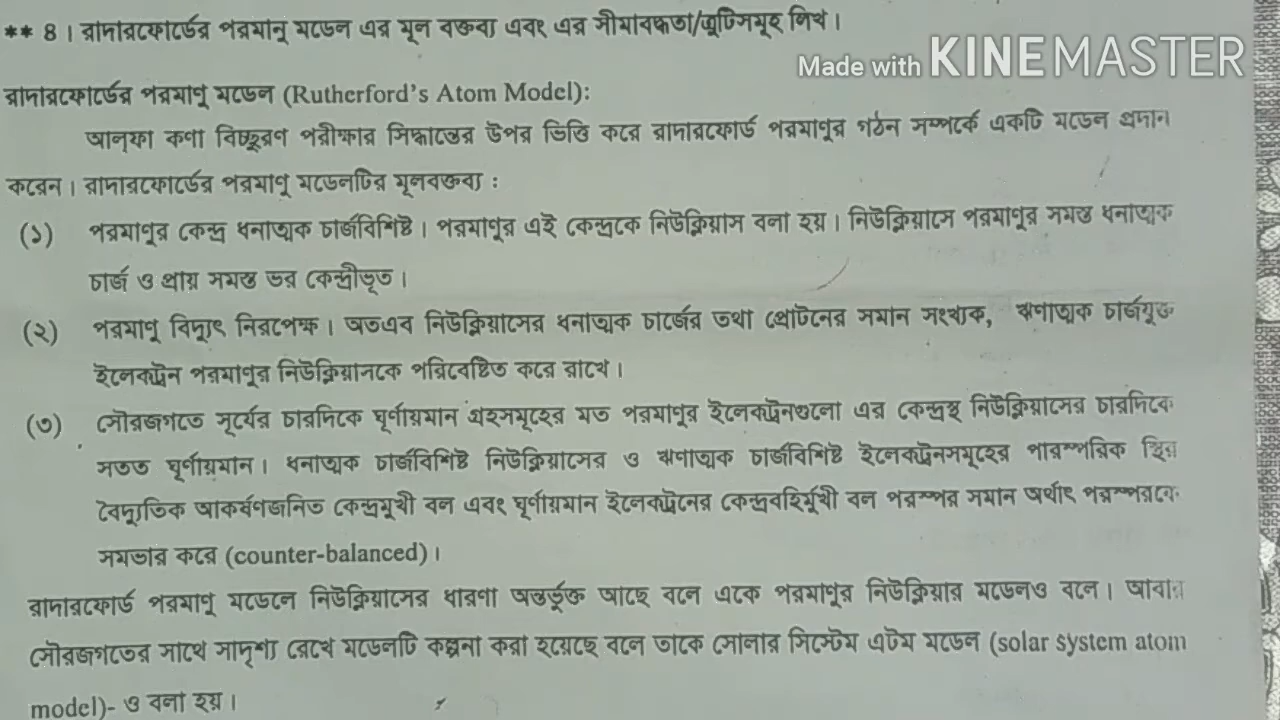 ** ৪। রাদারফোর্ডের পরমানু মডেল এর মূল বক্তব্য এবং এর সীমাবদ্ধতা/ত্রুটিসমূহ লিখ।
Made with KINEMASTER
রাদারফোর্ডের পরমাণু মডেল (Rutherford's Atom Model):
আল্‌ফা কণা বিচ্ছুরণ পরীক্ষার সিদ্ধান্তের উপর ভিত্তি করে রাদারফোর্ড পরমাণুর গঠন সম্পর্কে একটি মডেল প্রদান
করেন। রাদারফোর্ডের পরমাণু মডেলটির মূলবক্তব্য :
(১) পরমাণুর কেন্দ্র ধনাত্মক চার্জবিশিষ্ট। পরমাণুর এই কেন্দ্রকে নিউক্লিয়াস বলা হয়। নিউক্লিয়াসে পরমাণুর সমস্ত ধনাত্মক
চার্জ ও প্রায় সমস্ত ভর কেন্দ্রীভূত।
(২) পরমাণু বিদ্যুৎ নিরপেক্ষ। অতএব নিউক্লিয়াসের ধনাত্মক চার্জের তথা প্রোটনের সমান সংখ্যক, ঋণাত্মক চার্জযুক্ত
ইলেকট্রন পরমাণুর নিউক্লিয়াসকে পরিবেষ্টিত করে রাখে।
(৩) সৌরজগতে সূর্যের চারদিকে ঘূর্ণায়মান গ্রহসমূহের মত পরমাণুর ইলেকট্রনগুলো এর কেন্দ্রস্থ নিউক্লিয়াসের চারদিকে
সতত ঘূর্ণায়মান। ধনাত্মক চার্জবিশিষ্ট নিউক্লিয়াসের ও ঋণাত্মক চার্জবিশিষ্ট ইলেকট্রনসমূহের পারস্পরিক স্থির
বৈদ্যুতিক আকর্ষণজনিত কেন্দ্রমুখী বল এবং ঘূর্ণায়মান ইলেকট্রনের কেন্দ্রবহির্মুখী বল পরস্পর সমান অর্থাৎ পরস্পরকে
সমভার করে (counter-balanced)।
রাদারফোর্ড পরমাণু মডেলে নিউক্লিয়াসের ধারণা অন্তর্ভুক্ত আছে বলে একে পরমাণুর নিউক্লিয়ার মডেলও বলে। আবার
সৌরজগতের সাথে সাদৃশ্য রেখে মডেলটি কল্পনা করা হয়েছে বলে তাকে সোলার সিস্টেম এটম মডেল (solar system atom
model)- ও বলা হয়।